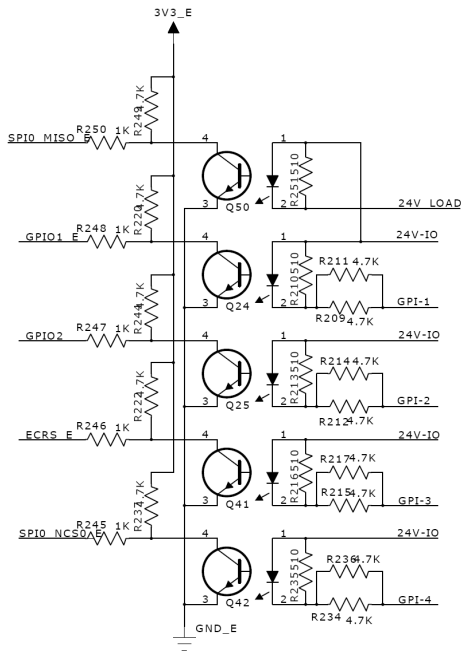 3V3_E
R249 4.7K
R250 1K
SPI0_MISO_E
4
1
R251 510
3
Q50
2
24V_LOAD
R220 4.7K
R248 1K
GPIO1_E
4
1
24V-IO
R210 510
R211 4.7K
3
Q24
2
R209 4.7K
GPI-1
4.7K
R247 1K
GPIO2
4
1
24V-IO
R213 510
R214 4.7K
3
Q25
2
R212 4.7K
GPI-2
R222 4.7K
R246 1K
ECRS_E
4
1
24V-IO
R216 510
R217 4.7K
3
Q41
2
R215 4.7K
GPI-3
4.7K
R245 1K
SPI0_NCS0_E
4
1
24V-IO
R235 510
R236 4.7K
3
Q42
2
R234 4.7K
GPI-4
GND_E